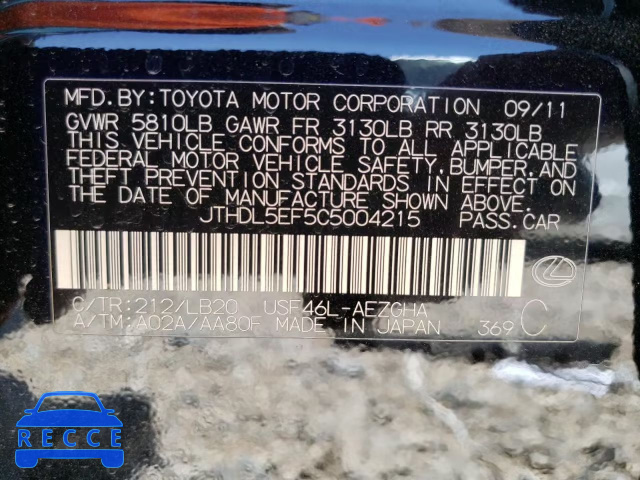 MFD.BY:TOYOTA MOTOR CORPORATION 09/11
GVWR 5810LB GAWR FR 3130LB RR 3130LB
THIS VEHICLE CONFORMS TO ALL APPLICABLE
FEDERAL MOTOR VEHICLE SAFETY, BUMPER, AND
THEFT PREVENTION STANDARDS IN EFFECT ON
THE DATE OF MANUFACTURE SHOWN ABOVE.
JTHDL5EF5C5004215 PASS.CAR
C/TR:212/LB20 USF46L-AEZGHA
A/TM:A02A/AA80F MADE IN JAPAN 369 C
RECCE